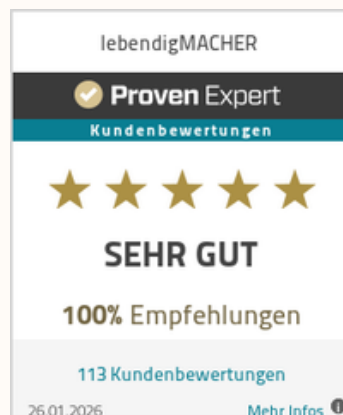 lebendigMACHER
Proven Expert
Kundenbewertungen
SEHR GUT
100% Empfehlungen
113 Kundenbewertungen
26.01.2026 Mehr Infos i